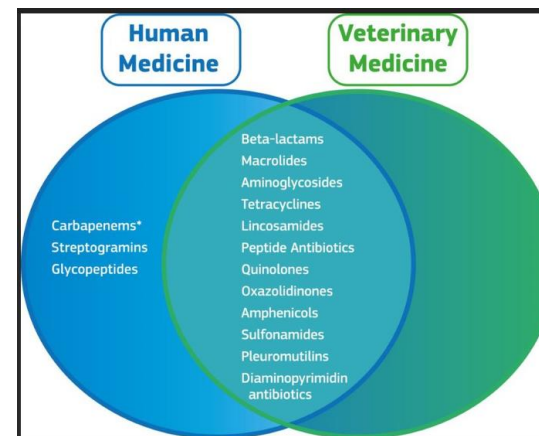 Human
Medicine
Veterinary
Medicine
Carbapenems*
Streptogramins
Glycopeptides
Beta-lactams
Macrolides
Aminoglycosides
Tetracyclines
Lincosamides
Peptide Antibiotics
Quinolones
Oxazolidinones
Amphenicols
Sulfonamides
Pleuromutilins
Diaminopyrimidin
antibiotics